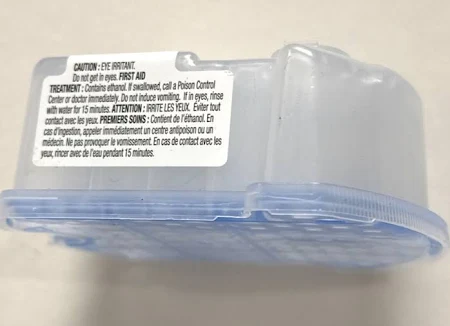 CAUTION : EYE IRRITANT.
Do not get in eyes. FIRST AID
TREATMENT : Contains ethanol. If swallowed, call a Poison Control
Center or doctor immediately. Do not induce vomiting. If in eyes, rinse
with water for 15 minutes. ATTENTION : IRRITE LES YEUX. Éviter tout
contact avec les yeux. PREMIERS SOINS : Contient de l'éthanol. En
cas d'ingestion, appeler immédiatement un centre antipoison ou un
médecin. Ne pas provoquer le vomissement. En cas de contact avec les
yeux, rincer avec de l'eau pendant 15 minutes.